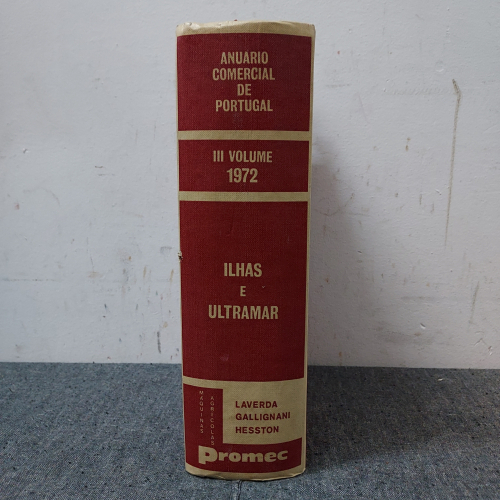 ANUARIO
COMERCIAL
DE
PORTUGAL
III VOLUME
1972
ILHAS
E
ULTRAMAR
MAQUINAS
AGRICOLAS
LAVERDA
GALLIGNANI
HESSTON
Promec